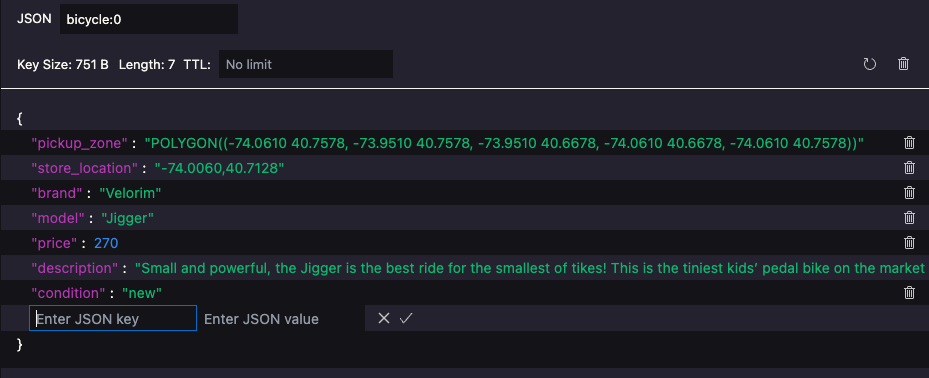 JSON bicycle:0
Key Size: 751 B Length: 7 TTL: No limit
{
"pickup_zone" : "POLYGON((-74.0610 40.7578, -73.9510 40.7578, -73.9510 40.6678, -74.0610 40.6678, -74.0610 40.7578))"
"store_location" : "-74.0060,40.7128"
"brand" : "Velorim"
"model" : "Jigger"
"price" : 270
"description" : "Small and powerful, the Jigger is the best ride for the smallest of tikes! This is the tiniest kids' pedal bike on the market
"condition" : "new"
Enter JSON key Enter JSON value
}